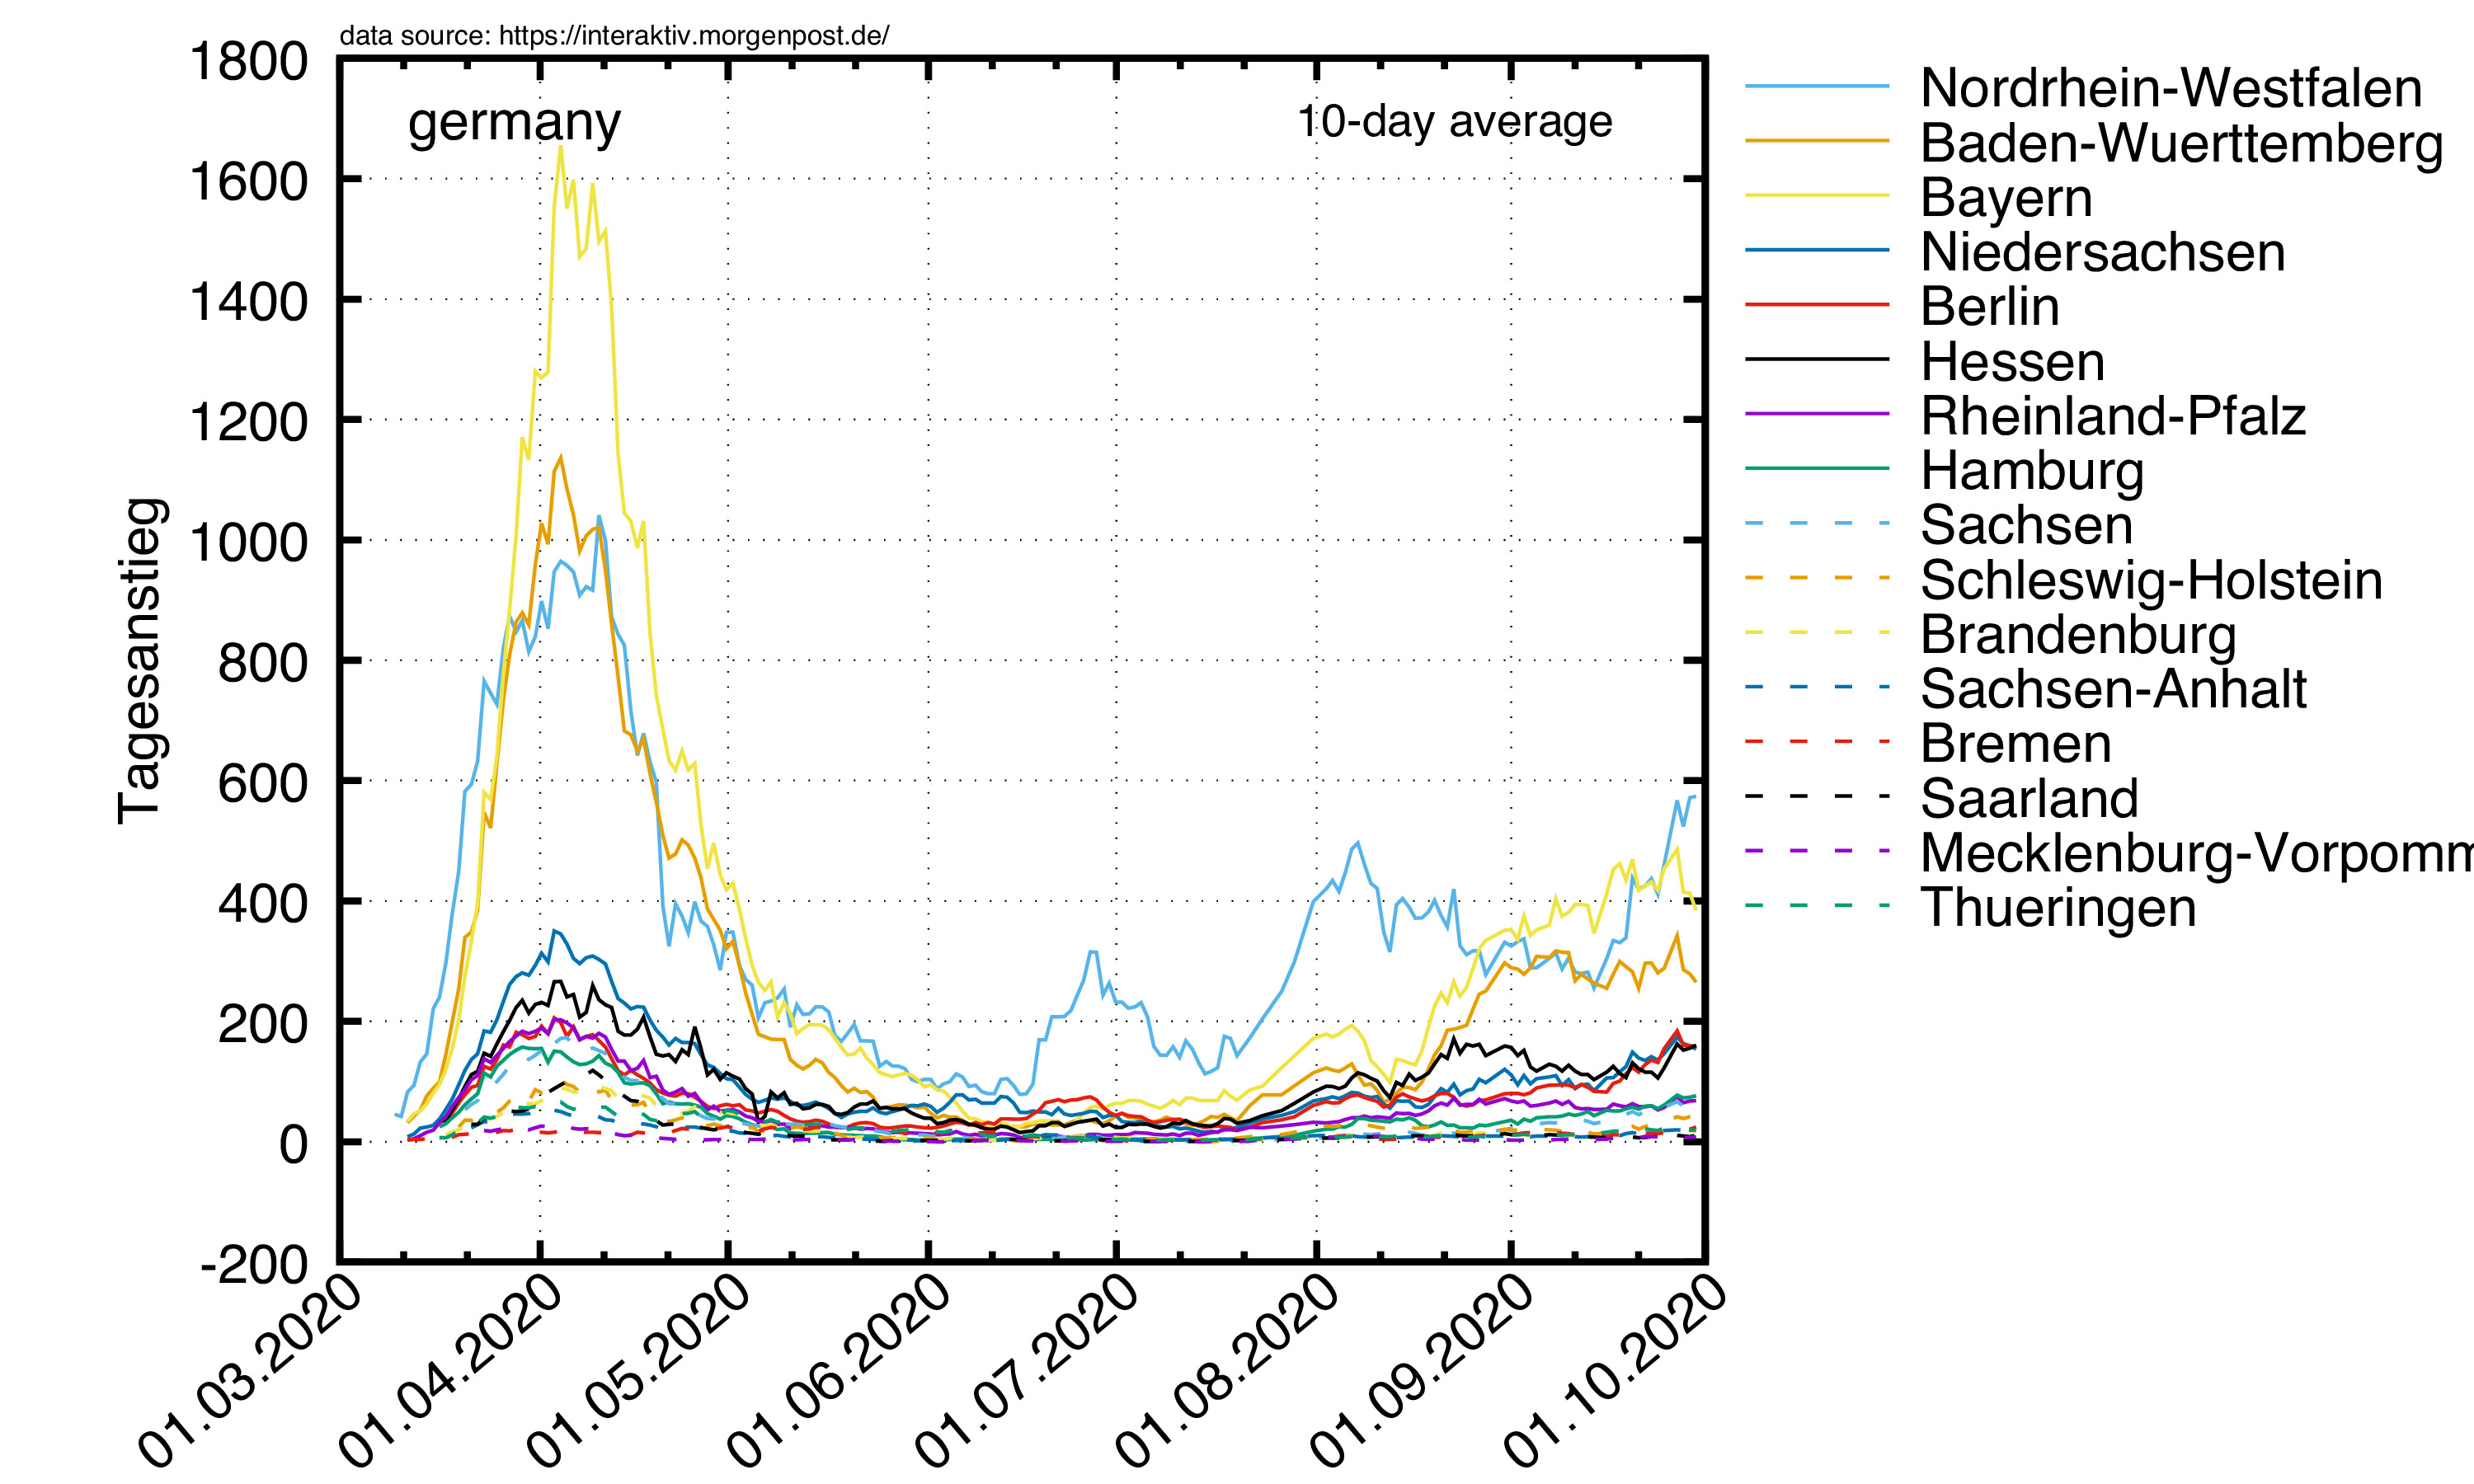 data source: https://interaktiv.morgenpost.de/
germany
10-day average
Tagesanstieg
1800
1600
1400
1200
1000
800
600
400
200
0
-200
01.03.2020
01.04.2020
01.05.2020
01.06.2020
01.07.2020
01.08.2020
01.09.2020
01.10.2020
Nordrhein-Westfalen
Baden-Wuerttemberg
Bayern
Niedersachsen
Berlin
Hessen
Rheinland-Pfalz
Hamburg
Sachsen
Schleswig-Holstein
Brandenburg
Sachsen-Anhalt
Bremen
Saarland
Mecklenburg-Vorpomm
Thueringen